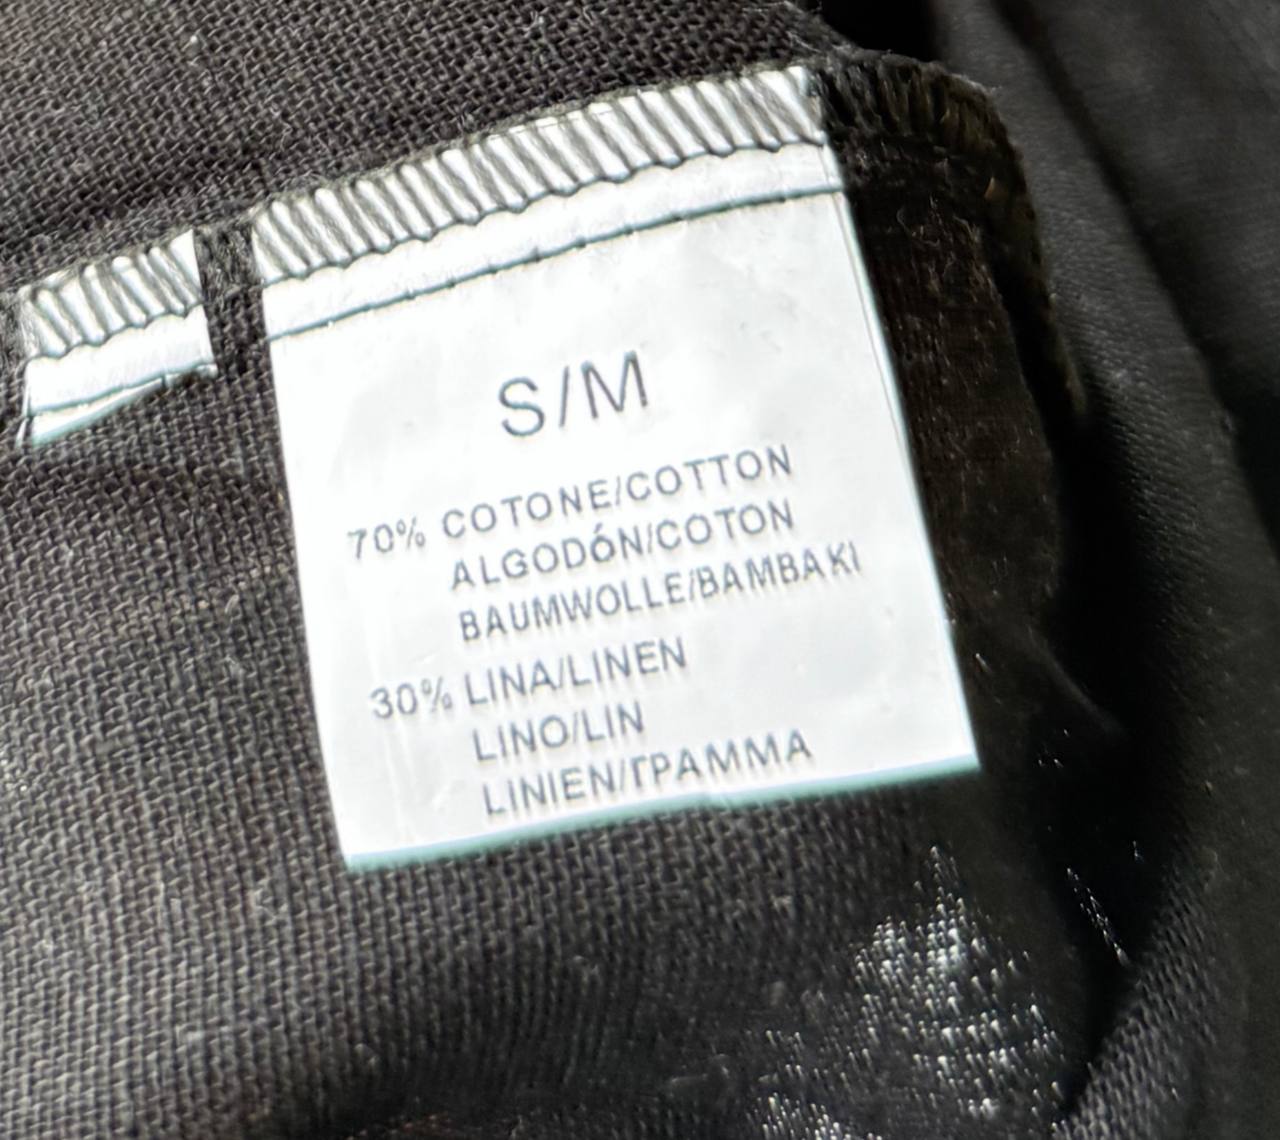 S/M
70% COTONE/COTTON
ALGODÓN/COTON
BAUMWOLLE/BAMBAKI
30% LINA/LINEN
LINO/LIN
LINIEN/ГРАММА